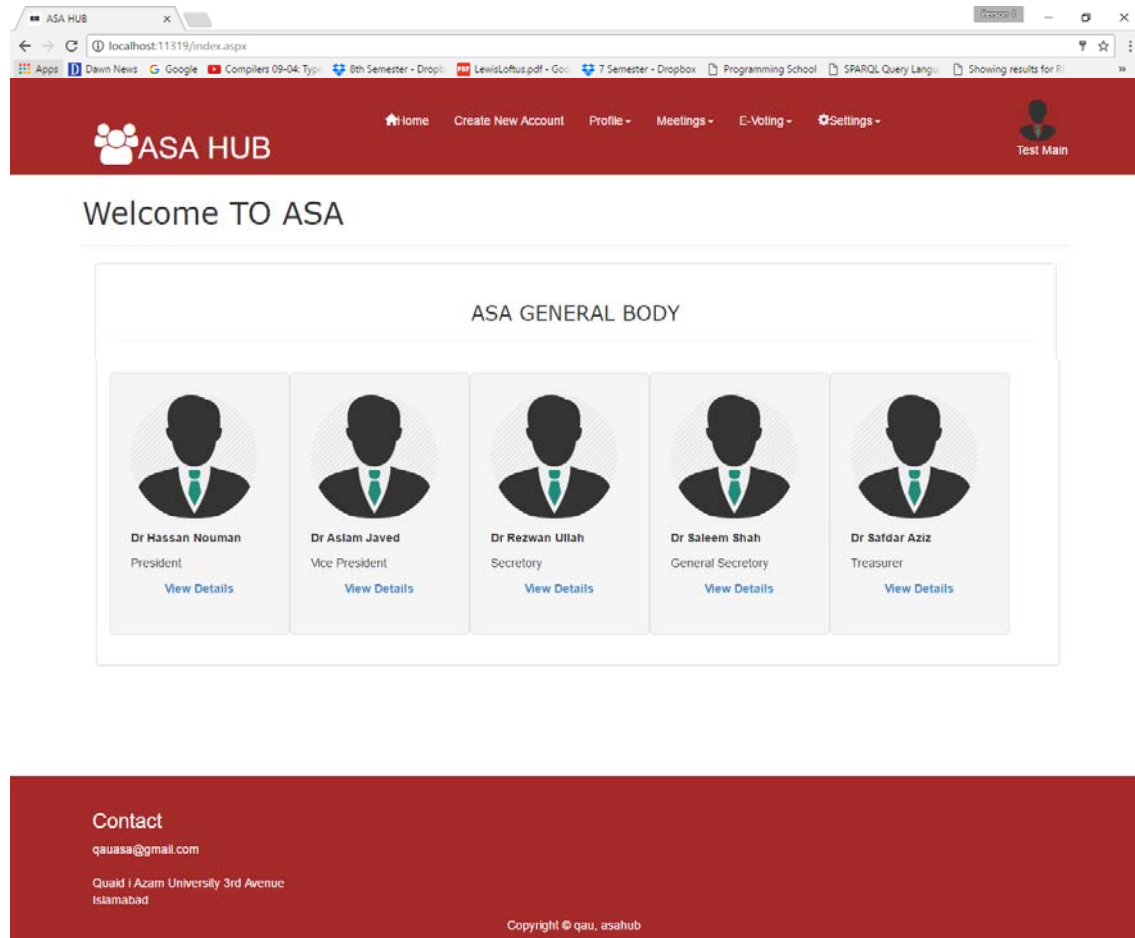 ASA HUB
localhost:11319/index.aspx
Apps Dawn News Google Compilers 09-04: Typ 8th Semester - Dropb LewisLoftus.pdf - Goo 7 Semester - Dropbox Programming School SPARQL Query Langu Showing results for
ASA HUB
Home Create New Account Profile Meetings E-Voting Settings
Test Main
Welcome TO ASA
ASA GENERAL BODY
Dr Hassan Nouman Dr Aslam Javed Dr Rezwan Ullah Dr Saleem Shah Dr Safdar Aziz
President Vice President Secretory General Secretory Treasurer
View Details View Details View Details View Details View Details
Contact
qauasa@gmail.com
Quaid i Azam University 3rd Avenue
Islamabad
Copyright © qau, asahub